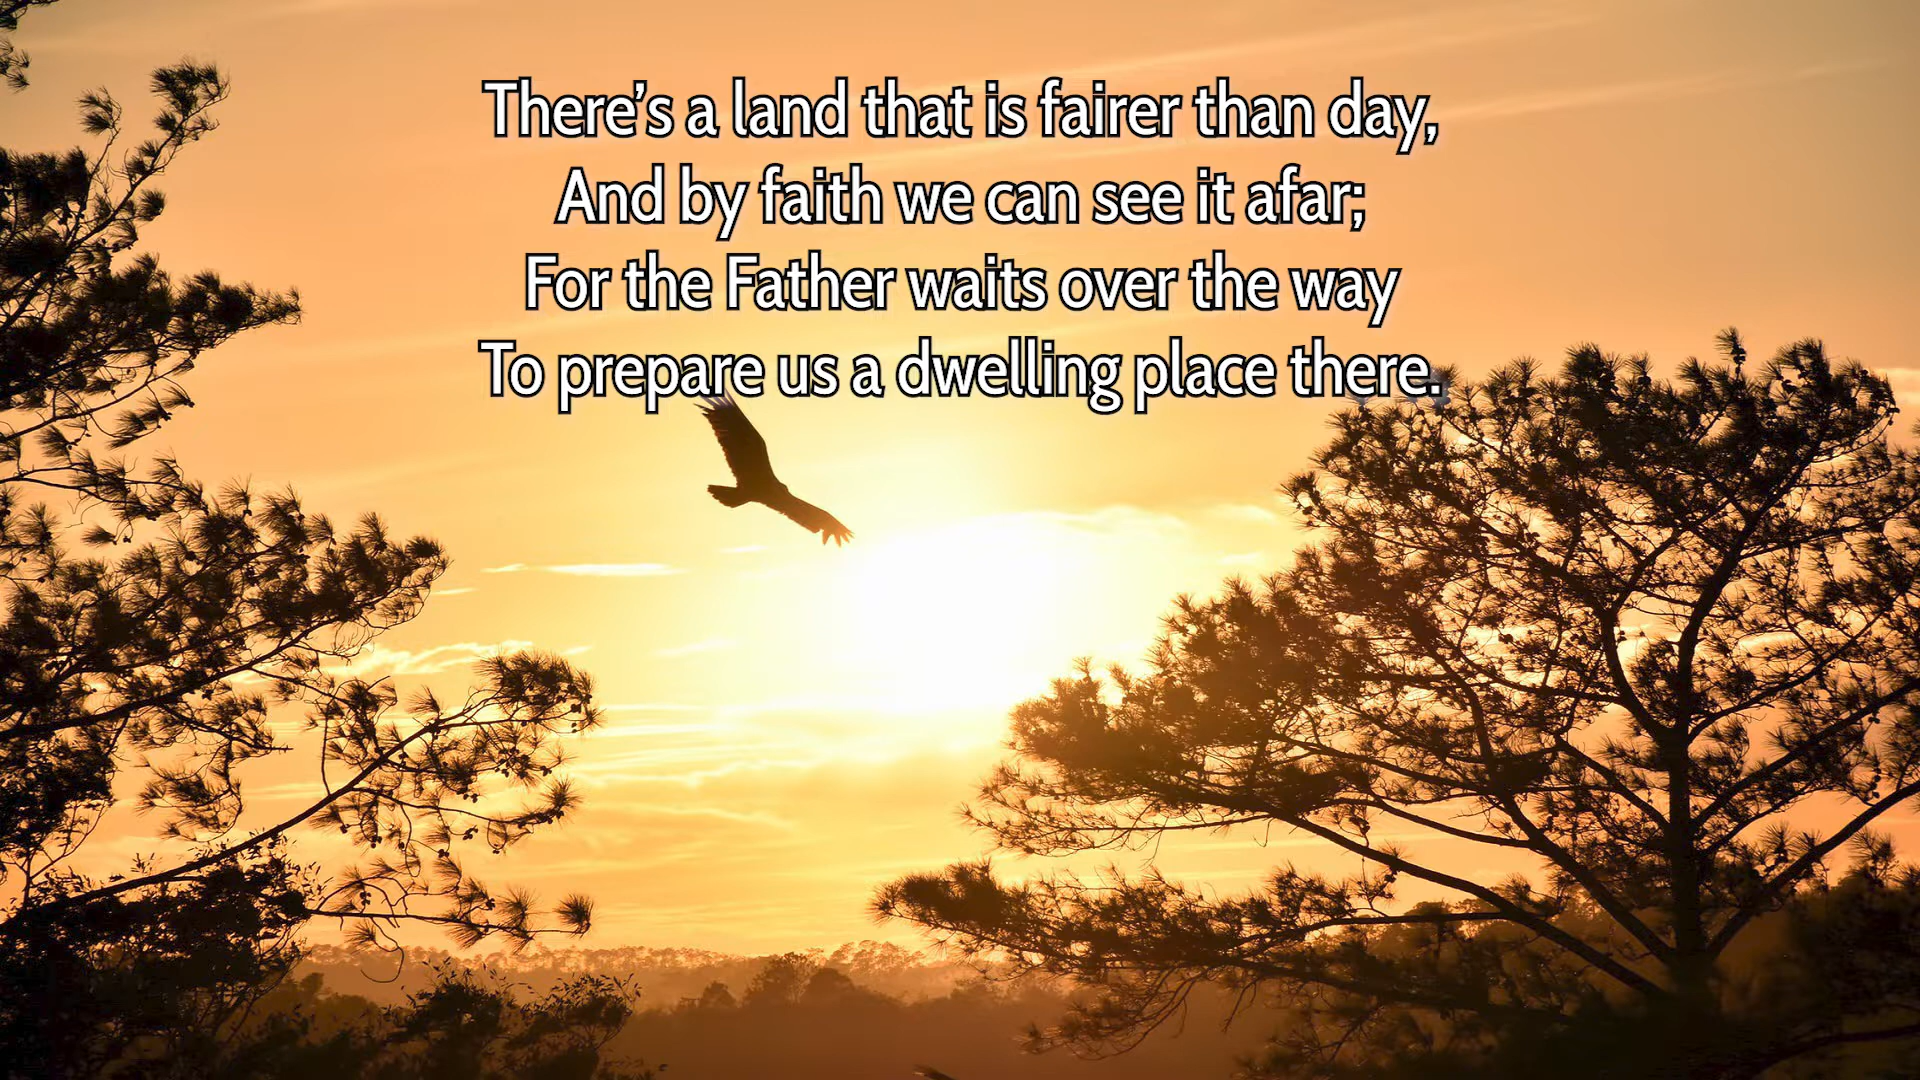 There’s a land that is fairer than day,
And by faith we can see it afar;
For the Father waits over the way
To prepare us a dwelling place there.